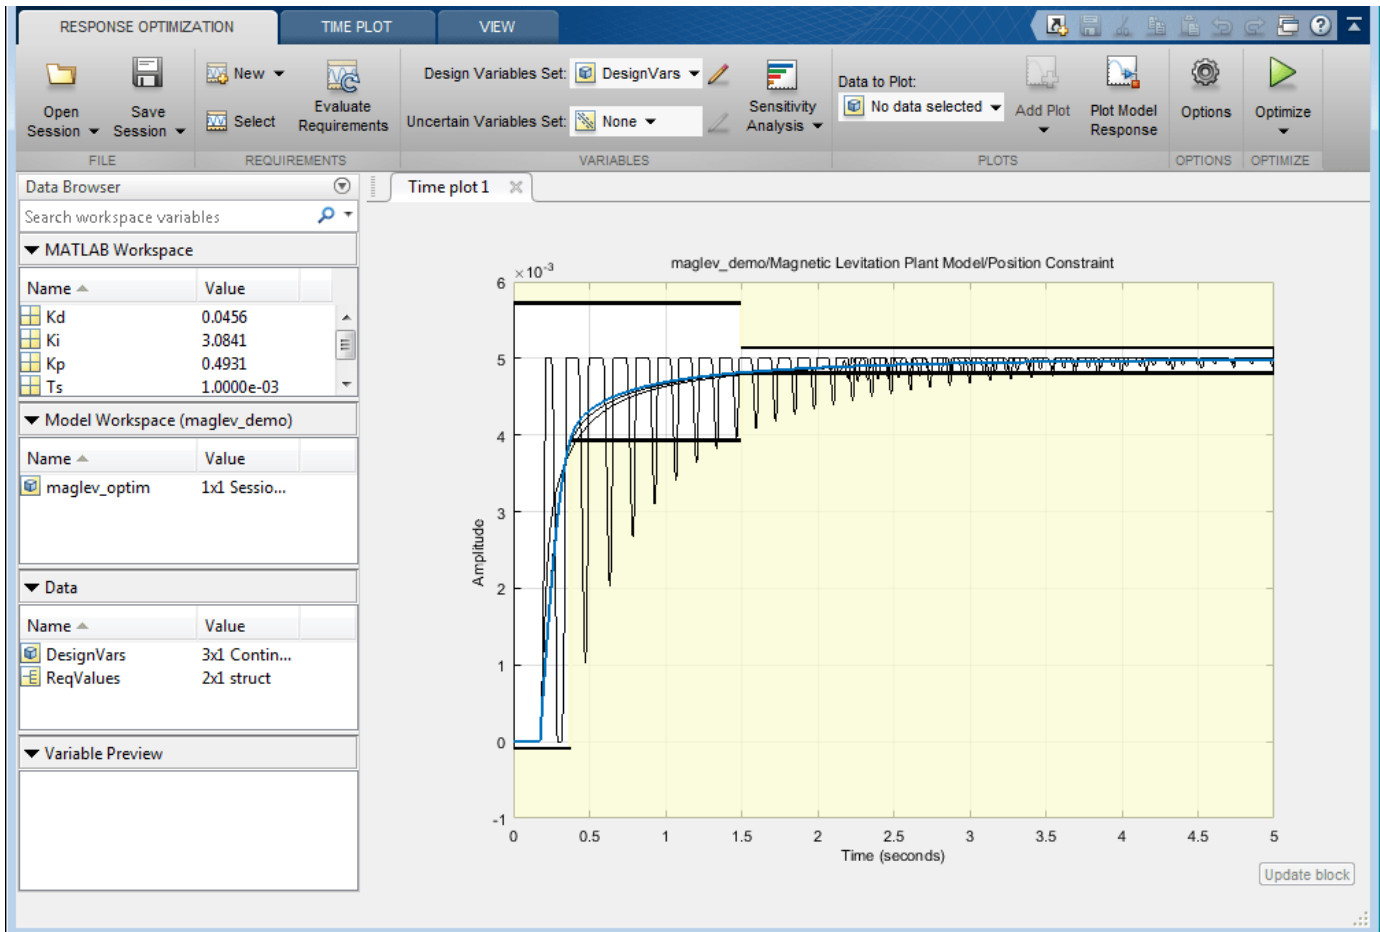 RESPONSE OPTIMIZATION TIME PLOT VIEW
New Design Variables Set: DesignVars Data to Plot:
Open Session Save Session Select Evaluate Requirements Uncertain Variables Set: None Sensitivity Analysis No data selected Add Plot Plot Model Response Options Optimize
FILE REQUIREMENTS VARIABLES PLOTS OPTIONS OPTIMIZE
Data Browser Time plot 1
Search workspace variables
MATLAB Workspace
Name Value
Kd 0.0456
Ki 3.0841
Kp 0.4931
Ts 1.0000e-03
Model Workspace (maglev_demo)
Name Value
maglev_optim 1x1 Sessio...
Data
Name Value
DesignVars 3x1 Contin...
ReqValues 2x1 struct
Variable Preview
maglev_demo/Magnetic Levitation Plant Model/Position Constraint
×10-3
6
5
4
3
2
1
0
-1
Amplitude
0 0.5 1 1.5 2 2.5 3 3.5 4 4.5 5
Time (seconds)
Update block